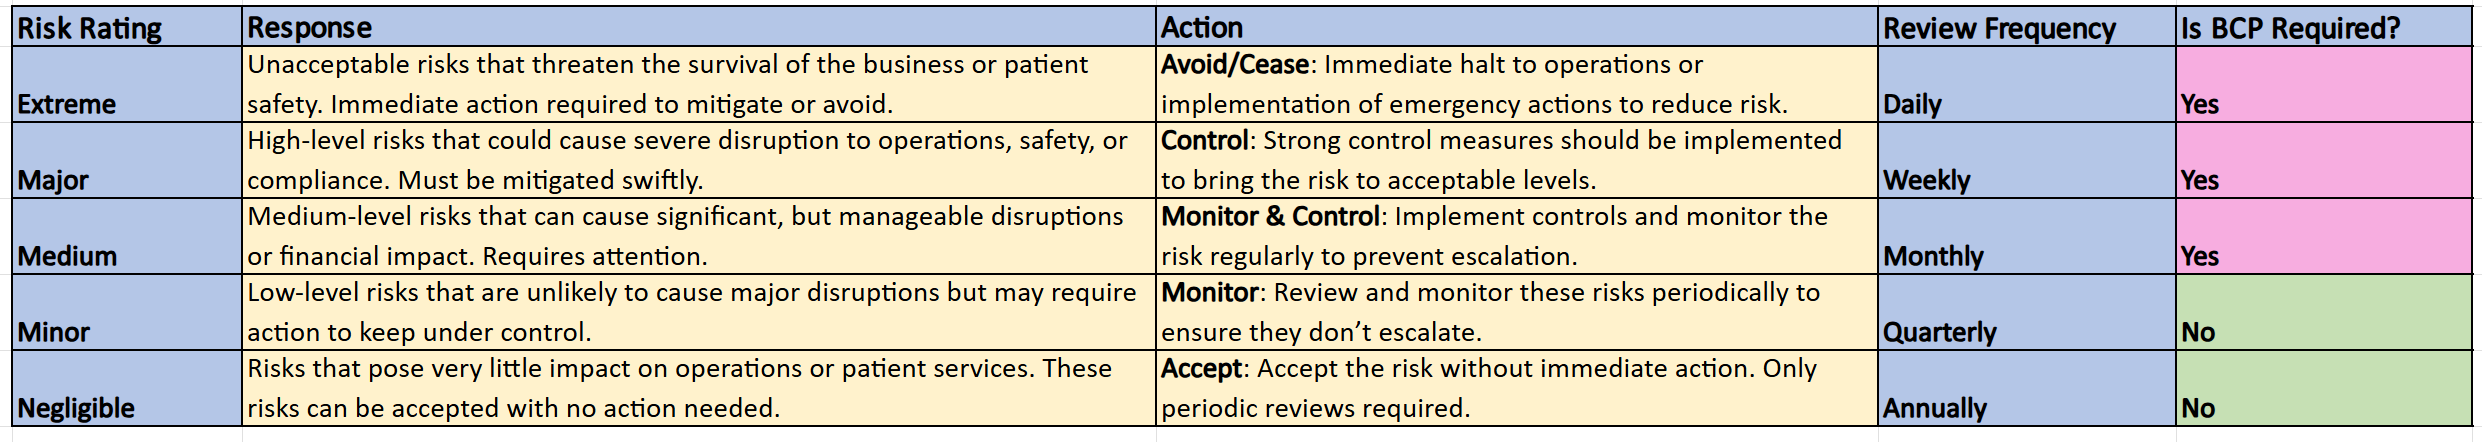 Risk Rating Response Action Review Frequency Is BCP Required?
Unacceptable risks that threaten the survival of the business or patient Avoid/Cease: Immediate halt to operations or
Extreme safety. Immediate action required to mitigate or avoid. implementation of emergency actions to reduce risk. Daily Yes
High-level risks that could cause severe disruption to operations, safety, or Control: Strong control measures should be implemented
Major compliance. Must be mitigated swiftly. to bring the risk to acceptable levels. Weekly Yes
Medium-level risks that can cause significant, but manageable disruptions Monitor & Control: Implement controls and monitor the
Medium or financial impact. Requires attention. risk regularly to prevent escalation. Monthly Yes
Low-level risks that are unlikely to cause major disruptions but may require Monitor: Review and monitor these risks periodically to
Minor action to keep under control. ensure they don’t escalate. Quarterly No
Risks that pose very little impact on operations or patient services. These Accept: Accept the risk without immediate action. Only
Negligible risks can be accepted with no action needed. periodic reviews required. Annually No